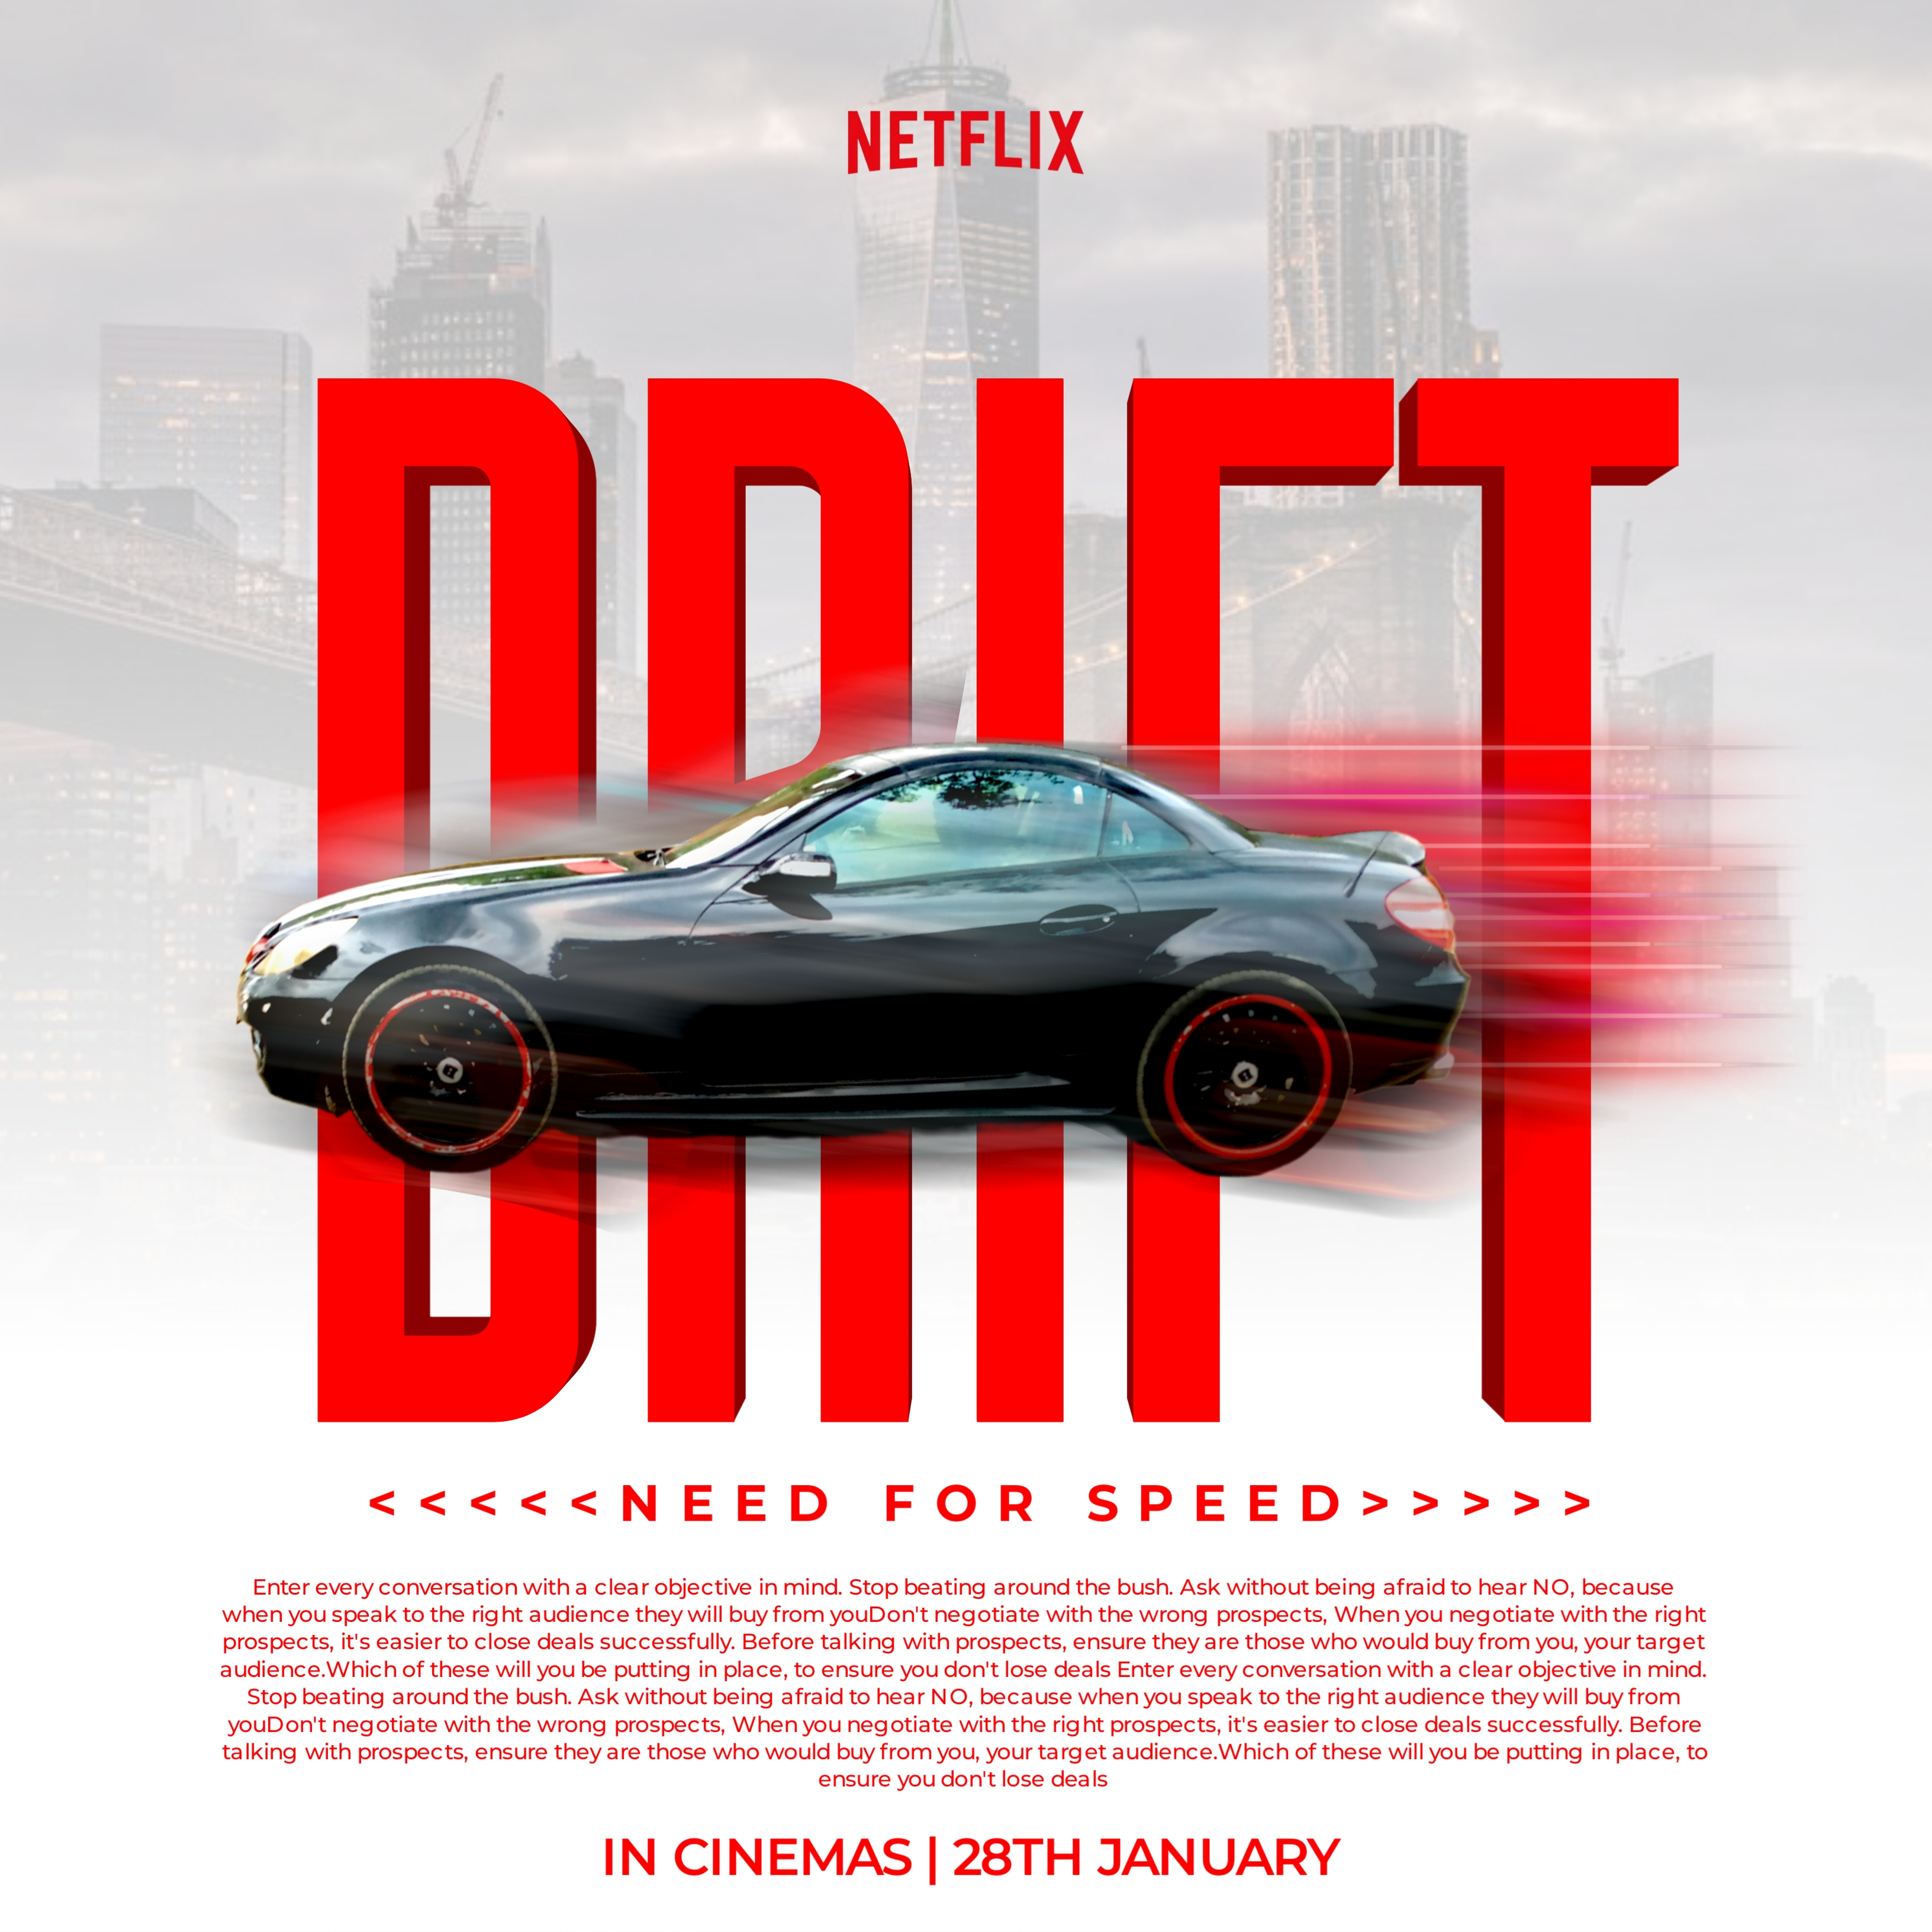 NETFLIX
DRIFT
<<<<<NEED FOR SPEED>>>>>
Enter every conversation with a clear objective in mind. Stop beating around the bush. Ask without being afraid to hear NO, because
when you speak to the right audience they will buy from youDon't negotiate with the wrong prospects, When you negotiate with the right
prospects, it's easier to close deals successfully. Before talking with prospects, ensure they are those who would buy from you, your target
audience.Which of these will you be putting in place, to ensure you don't lose deals Enter every conversation with a clear objective in mind.
Stop beating around the bush. Ask without being afraid to hear NO, because when you speak to the right audience they will buy from
youDon't negotiate with the wrong prospects, When you negotiate with the right prospects, it's easier to close deals successfully. Before
talking with prospects, ensure they are those who would buy from you, your target audience.Which of these will you be putting in place, to
ensure you don't lose deals
IN CINEMAS | 28TH JANUARY